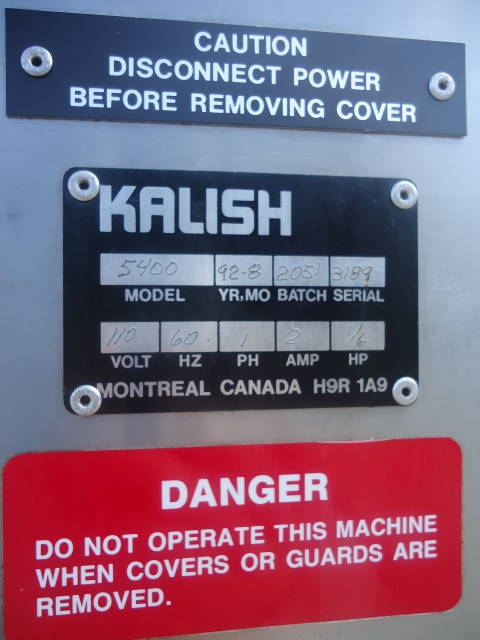 CAUTION
DISCONNECT POWER
BEFORE REMOVING COVER
KALISH
5400 92-8 2051 3189
MODEL YR,MO BATCH SERIAL
110 60. 1 2 1/6
VOLT HZ PH AMP HP
MONTREAL CANADA H9R 1A9
DANGER
DO NOT OPERATE THIS MACHINE
WHEN COVERS OR GUARDS ARE
REMOVED.